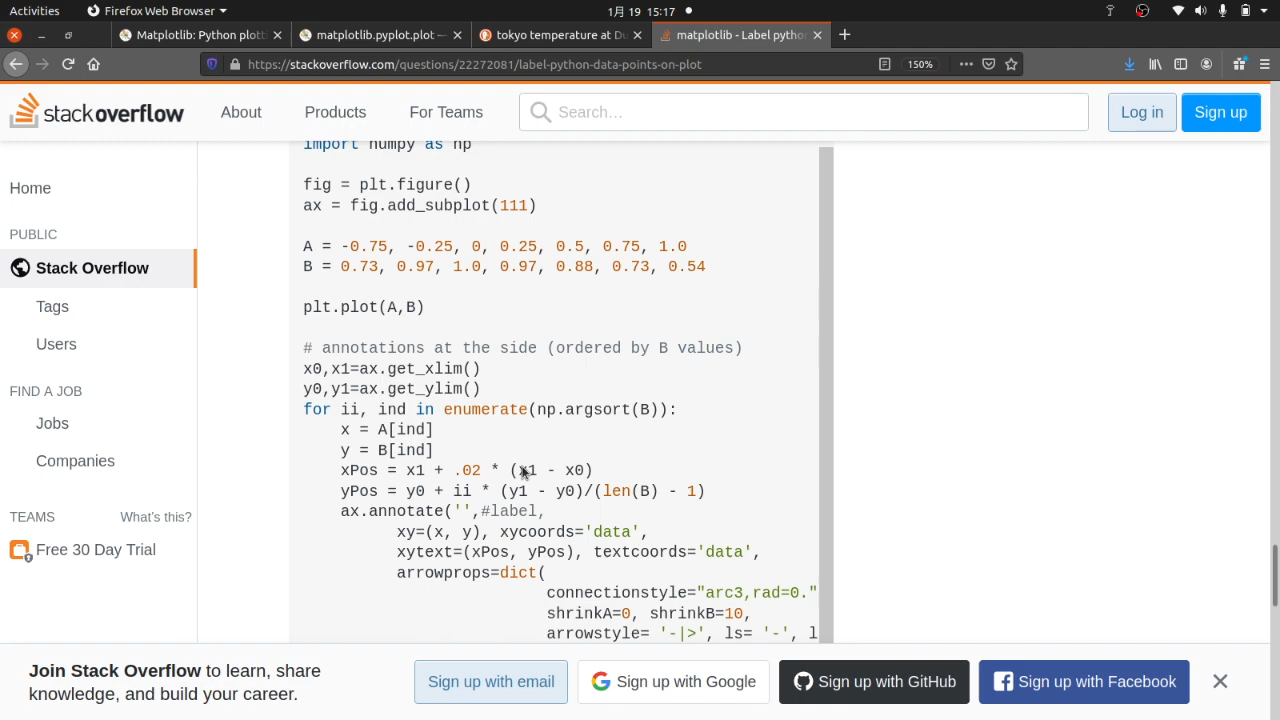 Activities
Firefox Web Browser
1月 19 15:17
Matplotlib: Python plotti
matplotlib.pyplot.plot —
tokyo temperature at Du
matplotlib - Label python
https://stackoverflow.com/questions/22272081/label-python-data-points-on-plot
150%
stackoverflow
About
Products
For Teams
Search…
Log in
Sign up
Home
PUBLIC
Stack Overflow
Tags
Users
FIND A JOB
Jobs
Companies
TEAMS
What's this?
Free 30 Day Trial
import numpy as np
fig = plt.figure()
ax = fig.add_subplot(111)
A = -0.75, -0.25, 0, 0.25, 0.5, 0.75, 1.0
B = 0.73, 0.97, 1.0, 0.97, 0.88, 0.73, 0.54
plt.plot(A,B)
# annotations at the side (ordered by B values)
x0,x1=ax.get_xlim()
y0,y1=ax.get_ylim()
for ii, ind in enumerate(np.argsort(B)):
x = A[ind]
y = B[ind]
xPos = x1 + .02 * (x1 - x0)
yPos = y0 + ii * (y1 - y0)/(len(B) - 1)
ax.annotate('',#label,
xy=(x, y), xycoords='data',
xytext=(xPos, yPos), textcoords='data',
arrowprops=dict(
connectionstyle="arc3,rad=0."
shrinkA=0, shrinkB=10,
arrowstyle= '-|>', ls= '-', l
Join Stack Overflow to learn, share
knowledge, and build your career.
Sign up with email
Sign up with Google
Sign up with GitHub
Sign up with Facebook